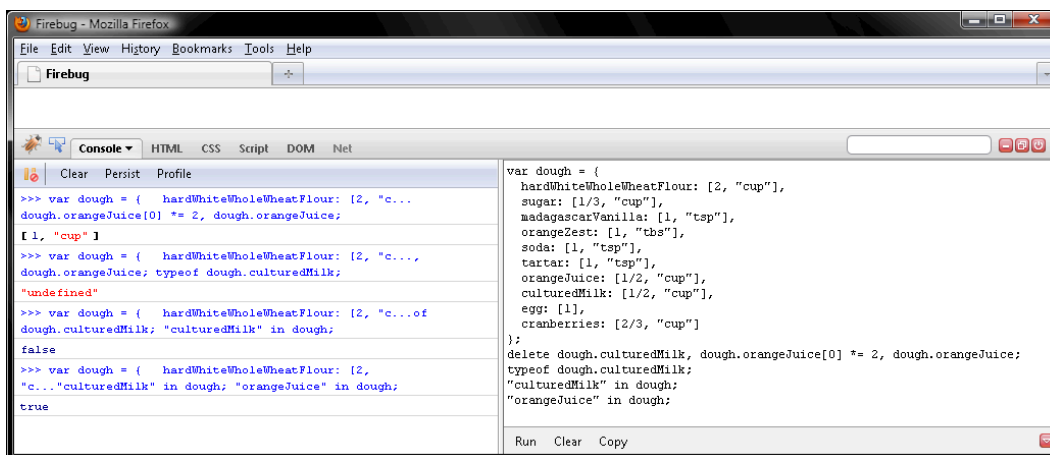 Firebug - Mozilla Firefox
File Edit View History Bookmarks Tools Help
Firebug
Console HTML CSS Script DOM Net
Clear Persist Profile
>>> var dough = { hardWhiteWholeWheatFlour: [2, "c...
dough.orangeJuice[0] *= 2, dough.orangeJuice;
[ 1, "cup" ]
>>> var dough = { hardWhiteWholeWheatFlour: [2, "c...,
dough.orangeJuice; typeof dough.culturedMilk;
"undefined"
>>> var dough = { hardWhiteWholeWheatFlour: [2, "c...of
dough.culturedMilk; "culturedMilk" in dough;
false
>>> var dough = { hardWhiteWholeWheatFlour: [2,
"c..."culturedMilk" in dough; "orangeJuice" in dough;
true
var dough = {
  hardWhiteWholeWheatFlour: [2, "cup"],
  sugar: [1/3, "cup"],
  madagascarVanilla: [1, "tsp"],
  orangeZest: [1, "tbs"],
  soda: [1, "tsp"],
  tartar: [1, "tsp"],
  orangeJuice: [1/2, "cup"],
  culturedMilk: [1/2, "cup"],
  egg: [1],
  cranberries: [2/3, "cup"]
};
delete dough.culturedMilk, dough.orangeJuice[0] *= 2, dough.orangeJuice;
typeof dough.culturedMilk;
"culturedMilk" in dough;
"orangeJuice" in dough;
Run Clear Copy